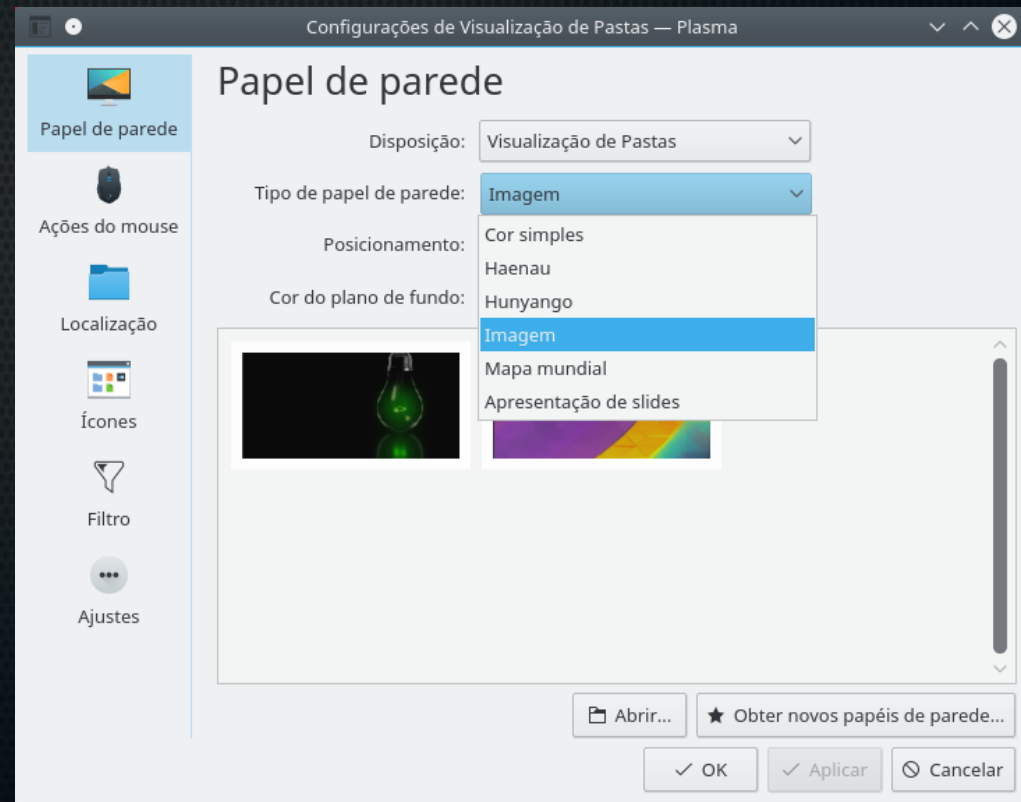 Configurações de Visualização de Pastas — Plasma
Papel de parede
Ações do mouse
Localização
Ícones
Filtro
Ajustes
Papel de parede
Disposição: Visualização de Pastas
Tipo de papel de parede: Imagem
Posicionamento:
Cor do plano de fundo:
Cor simples
Haenau
Hunyango
Imagem
Mapa mundial
Apresentação de slides
Abrir... Obter novos papéis de parede...
OK Aplicar Cancelar